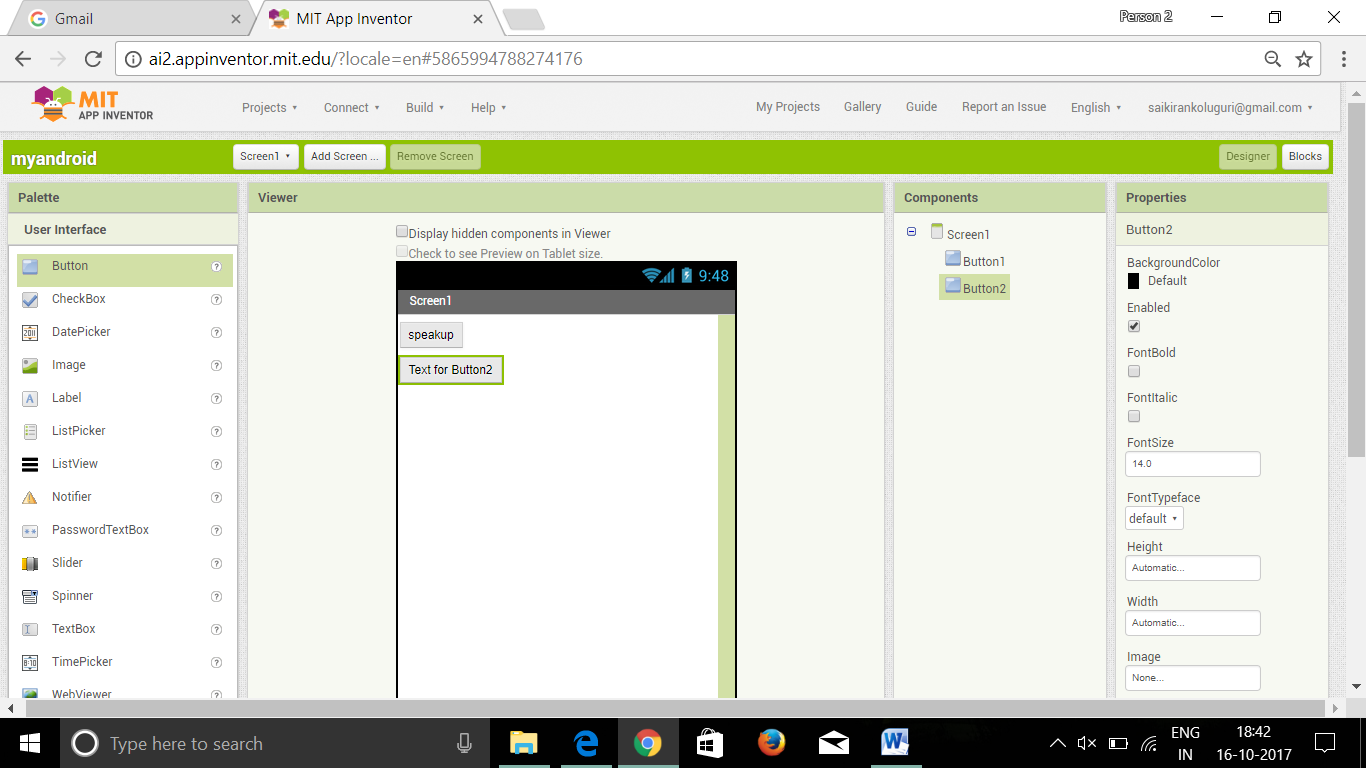 Gmail
MIT App Inventor
Person 2
ai2.appinventor.mit.edu/?locale=en#5865994788274176
MIT
APP INVENTOR
Projects
Connect
Build
Help
My Projects
Gallery
Guide
Report an Issue
English
saikirankoluguri@gmail.com
myandroid
Screen1
Add Screen ...
Remove Screen
Designer
Blocks
Palette
User Interface
Button
CheckBox
DatePicker
Image
Label
ListPicker
ListView
Notifier
PasswordTextBox
Slider
Spinner
TextBox
TimePicker
WebViewer
Viewer
Display hidden components in Viewer
Check to see Preview on Tablet size.
9:48
Screen1
speakup
Text for Button2
Components
Screen1
Button1
Button2
Properties
Button2
BackgroundColor
Default
Enabled
FontBold
FontItalic
FontSize
14.0
FontTypeface
default
Height
Automatic...
Width
Automatic...
Image
None...
Type here to search
ENG
IN
18:42
16-10-2017